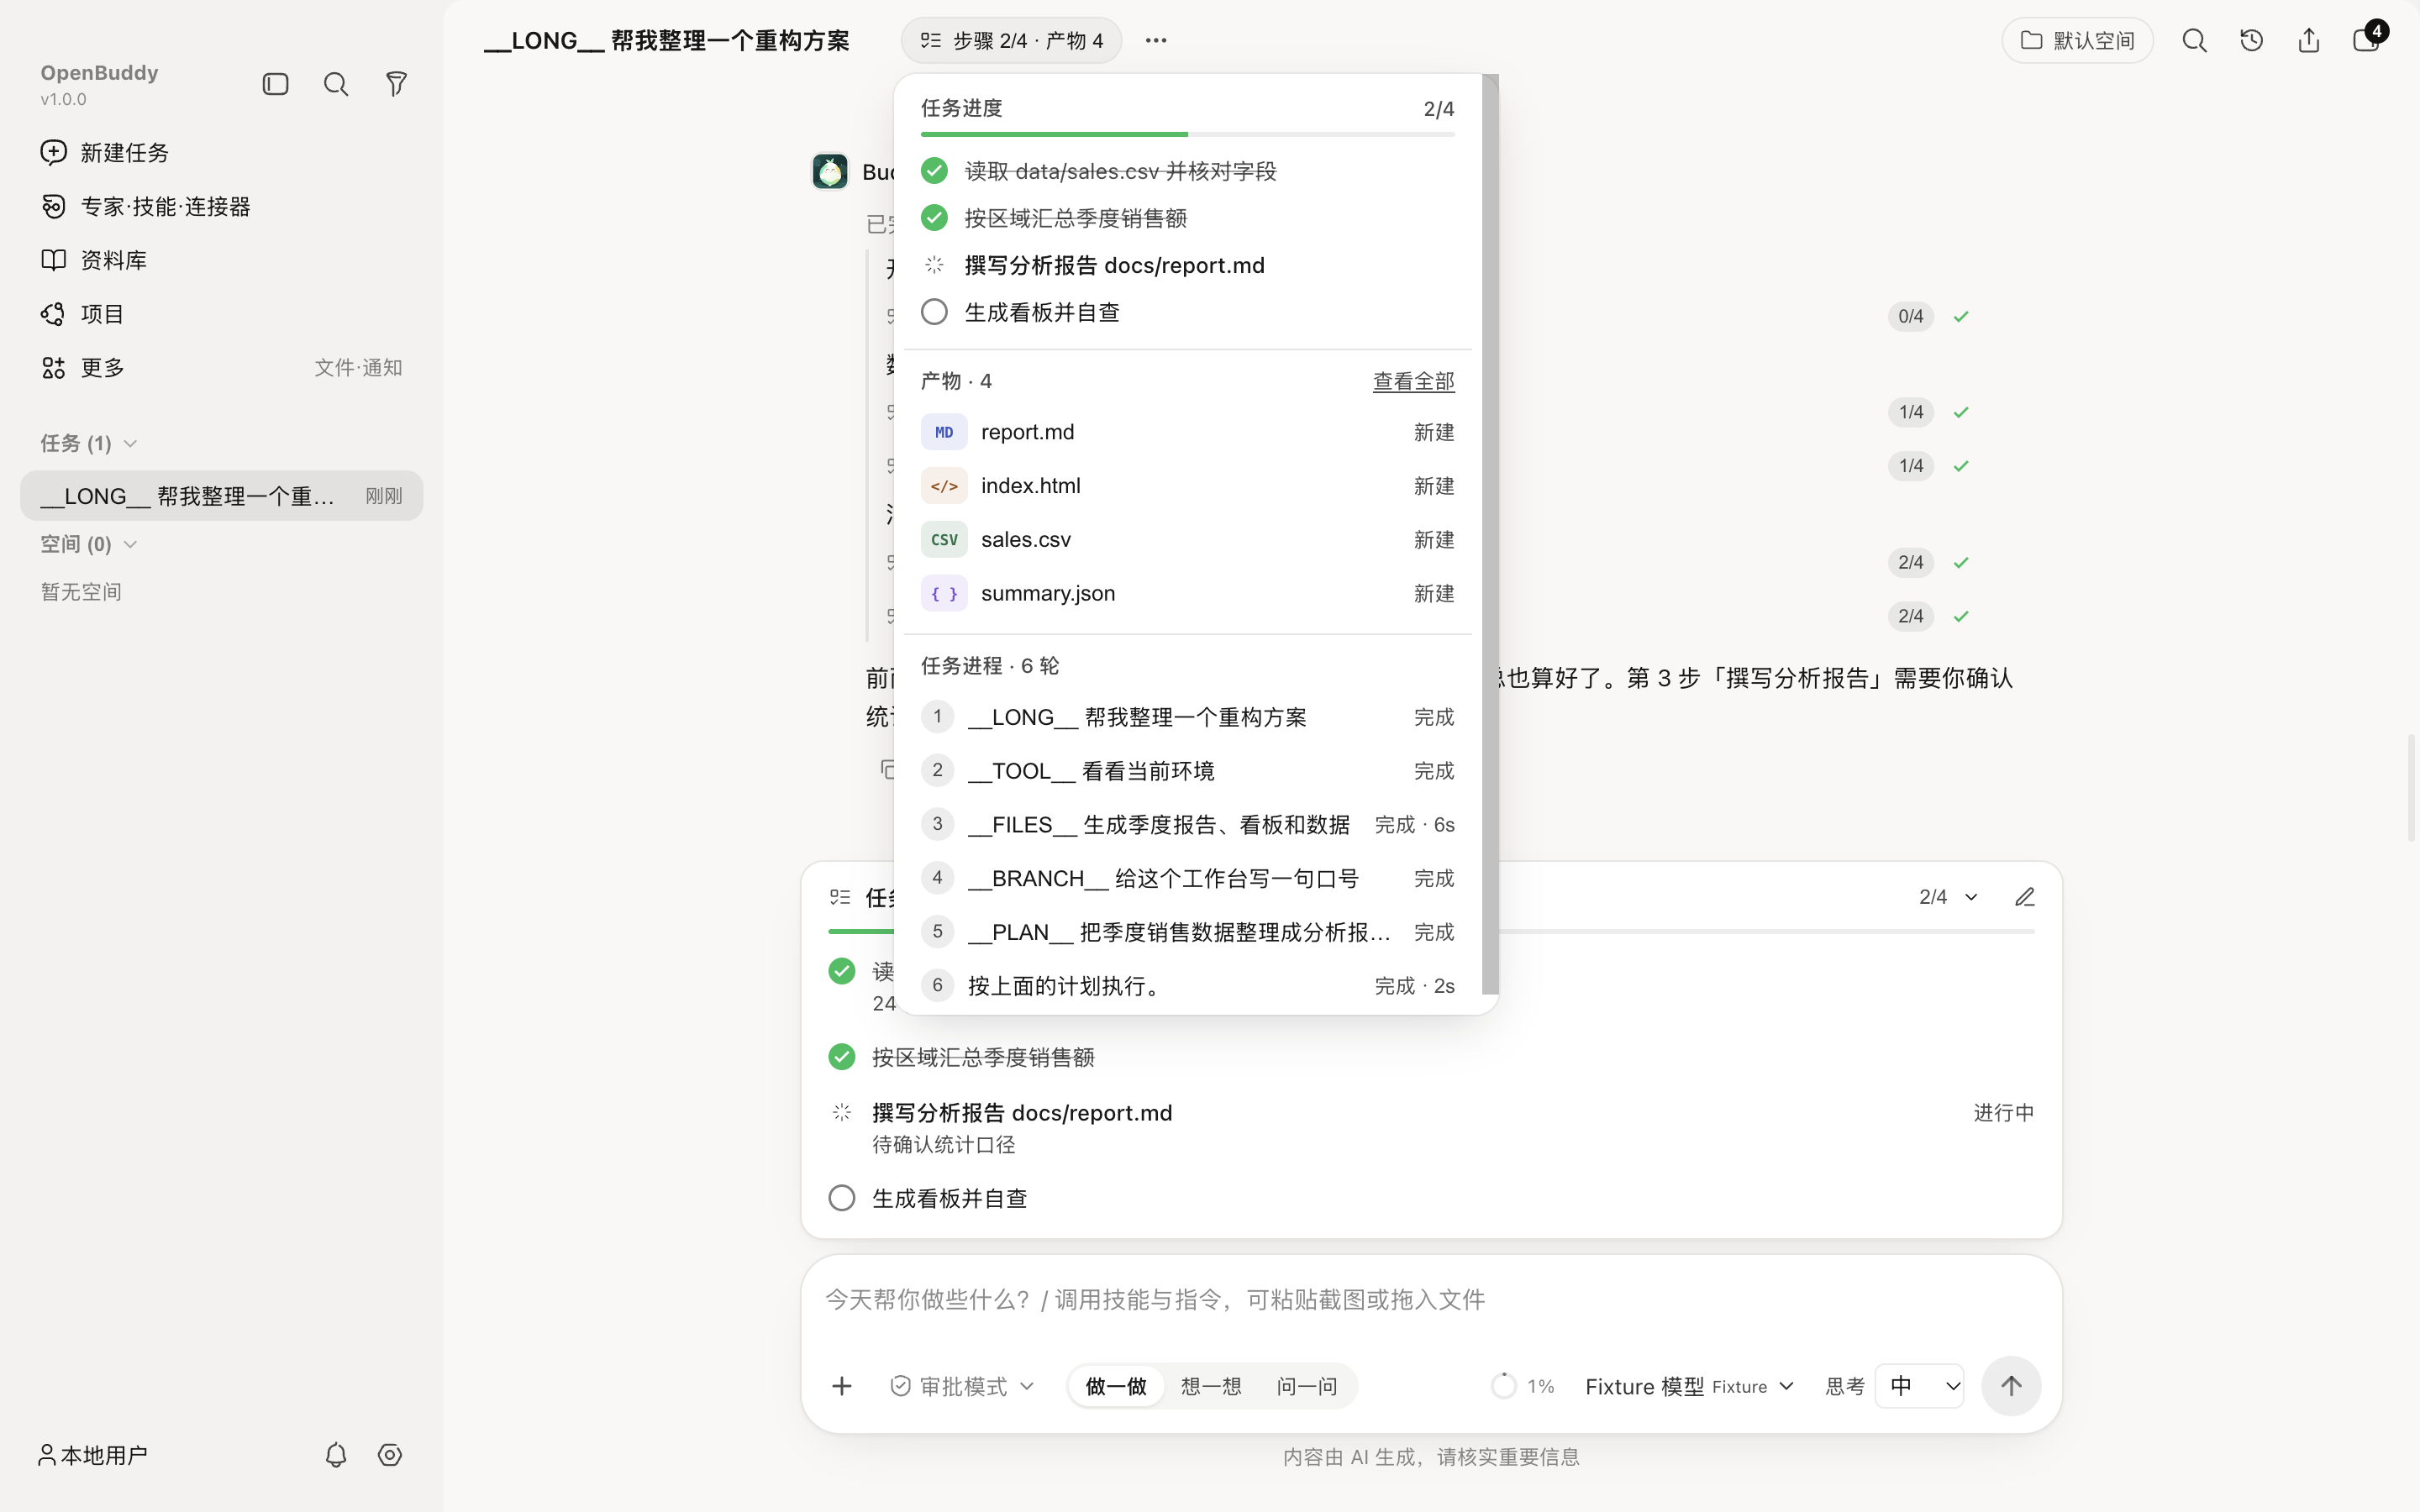 OpenBuddy
v1.0.0
新建任务
专家·技能·连接器
资料库
项目
更多
文件·通知
任务 (1)
__LONG__ 帮我整理一个重…
刚刚
空间 (0)
暂无空间
本地用户
__LONG__ 帮我整理一个重构方案
步骤 2/4 · 产物 4
默认空间
4
任务进度
2/4
读取 data/sales.csv 并核对字段
按区域汇总季度销售额
撰写分析报告 docs/report.md
生成看板并自查
产物 · 4
查看全部
MD report.md 新建
</> index.html 新建
CSV sales.csv 新建
{ } summary.json 新建
任务进程 · 6 轮
1 __LONG__ 帮我整理一个重构方案 完成
2 __TOOL__ 看看当前环境 完成
3 __FILES__ 生成季度报告、看板和数据 完成 · 6s
4 __BRANCH__ 给这个工作台写一句口号 完成
5 __PLAN__ 把季度销售数据整理成分析报… 完成
6 按上面的计划执行。 完成 · 2s
0/4
1/4
1/4
2/4
2/4
也算好了。第 3 步「撰写分析报告」需要你确认
2/4
24
按区域汇总季度销售额
撰写分析报告 docs/report.md
进行中
待确认统计口径
生成看板并自查
今天帮你做些什么？/ 调用技能与指令，可粘贴截图或拖入文件
审批模式
做一做
想一想
问一问
1%
Fixture 模型 Fixture
思考
中
内容由 AI 生成，请核实重要信息